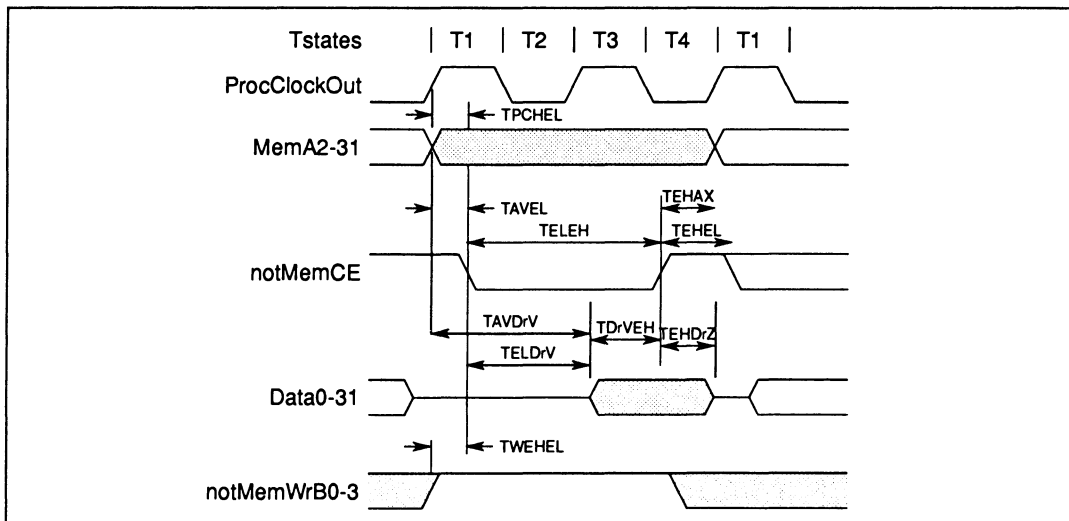 Tstates | T1 | T2 | T3 | T4 | T1 |
ProcClockOut
TPCHEL
MemA2-31
TAVEL
TEHAX
TELEH
TEHEL
notMemCE
TAVDrV
TDrVEH
TEHDrZ
TELDrV
Data0-31
TWEHEL
notMemWrB0-3